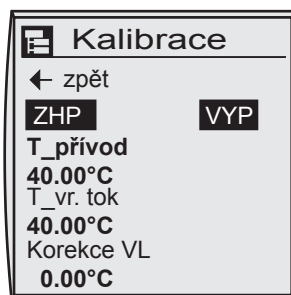 Kalibrace
← zpět
ZHP VYP
T_přívod
40.00°C
T_vr. tok
40.00°C
Korekce VL
0.00°C